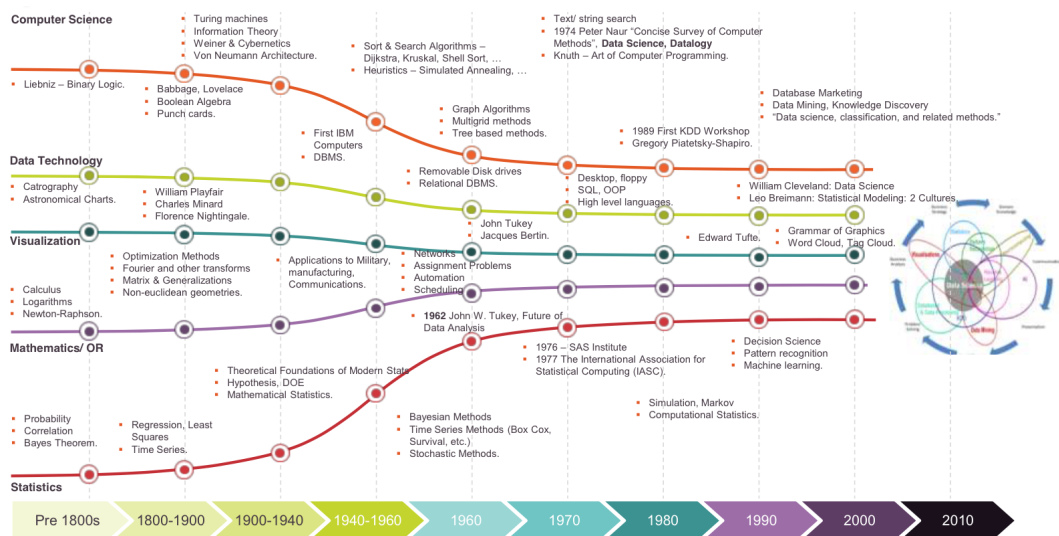 Computer Science
Turing machines
Information Theory
Weiner & Cybernetics
Von Neumann Architecture.
Sort & Search Algorithms –
Dijkstra, Kruskal, Shell Sort, …
Heuristics – Simulated Annealing, …
Text/ string search
1974 Peter Naur “Concise Survey of Computer
Methods”, Data Science, Datalogy
Knuth – Art of Computer Programming.
Liebniz – Binary Logic.
Babbage, Lovelace
Boolean Algebra
Punch cards.
Graph Algorithms
Multigrid methods
Tree based methods.
Database Marketing
Data Mining, Knowledge Discovery
“Data science, classification, and related methods.”
First IBM
Computers
DBMS.
1989 First KDD Workshop
Gregory Piatetsky-Shapiro.
Data Technology
Catrography
Astronomical Charts.
William Playfair
Charles Minard
Florence Nightingale.
Removable Disk drives
Relational DBMS.
Desktop, floppy
SQL, OOP
High level languages.
William Cleveland: Data Science
Leo Breimann: Statistical Modeling: 2 Cultures
John Tukey
Jacques Bertin.
Edward Tufte.
Grammar of Graphics
Word Cloud, Tag Cloud.
Visualization
Optimization Methods
Fourier and other transforms
Matrix & Generalizations
Non-euclidean geometries.
Applications to Military,
manufacturing,
Communications.
Networks
Assignment Problems
Automation
Scheduling
Calculus
Logarithms
Newton-Raphson.
1962 John W. Tukey, Future of
Data Analysis
Mathematics/ OR
1976 – SAS Institute
1977 The International Association for
Statistical Computing (IASC).
Decision Science
Pattern recognition
Machine learning.
Theoretical Foundations of Modern Stats
Hypothesis, DOE
Mathematical Statistics.
Simulation, Markov
Computational Statistics.
Probability
Correlation
Bayes Theorem.
Regression, Least
Squares
Time Series.
Bayesian Methods
Time Series Methods (Box Cox,
Survival, etc.)
Stochastic Methods.
Statistics
Data Science
Visualization
Data Mining
Pre 1800s
1800-1900
1900-1940
1940-1960
1960
1970
1980
1990
2000
2010